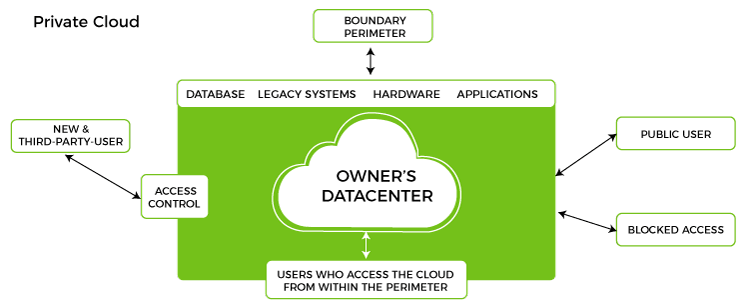 Private Cloud
BOUNDARY
PERIMETER
DATABASE LEGACY SYSTEMS HARDWARE APPLICATIONS
NEW &
THIRD-PARTY-USER
PUBLIC USER
OWNER'S
DATACENTER
ACCESS
CONTROL
BLOCKED ACCESS
USERS WHO ACCESS THE CLOUD
FROM WITHIN THE PERIMETER